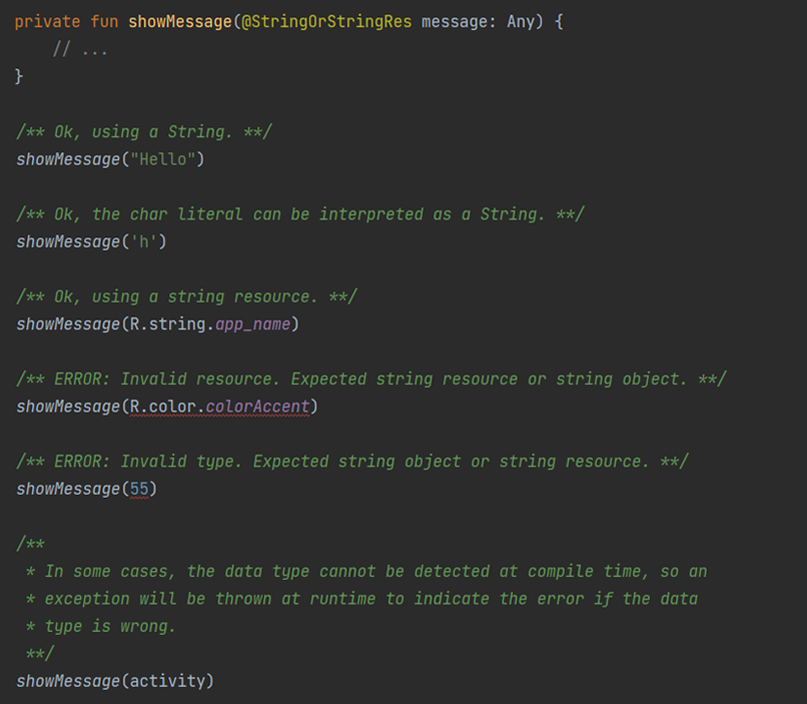 private fun showMessage(@StringOrStringRes message: Any) {
    // ...
}

/** Ok, using a String. **/
showMessage("Hello")

/** Ok, the char literal can be interpreted as a String. **/
showMessage('h')

/** Ok, using a string resource. **/
showMessage(R.string.app_name)

/** ERROR: Invalid resource. Expected string resource or string object. **/
showMessage(R.color.colorAccent)

/** ERROR: Invalid type. Expected string object or string resource. **/
showMessage(55)

/**
 * In some cases, the data type cannot be detected at compile time, so an
 * exception will be thrown at runtime to indicate the error if the data
 * type is wrong.
 **/
showMessage(activity)